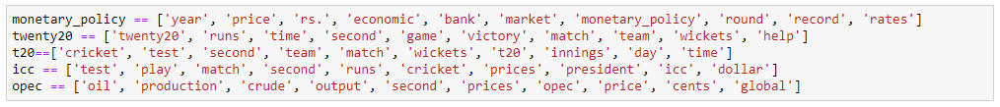 monetary_policy == ['year', 'price', 'rs.', 'economic', 'bank', 'market', 'monetary_policy', 'round', 'record', 'rates']
twenty20 == ['twenty20', 'runs', 'time', 'second', 'game', 'victory', 'match', 'team', 'wickets', 'help']
t20==['cricket', 'test', 'second', 'team', 'match', 'wickets', 't20', 'innings', 'day', 'time']
icc == ['test', 'play', 'match', 'second', 'runs', 'cricket', 'prices', 'president', 'icc', 'dollar']
opec == ['oil', 'production', 'crude', 'output', 'second', 'prices', 'opec', 'price', 'cents', 'global']